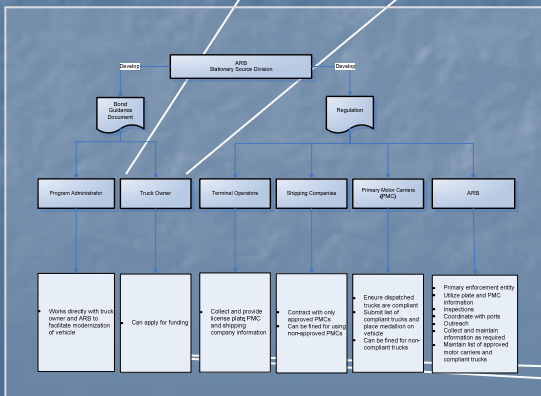 ARB
Stationary Source Division
Develop
Develop
Bond
Guidance
Document
Regulation
Program Administrator
Truck Owner
Terminal Operators
Shipping Companies
Primary Motor Carriers
(PMC)
ARB
• Works directly with truck
owner and ARB to
facilitate modernization
of vehicle
• Can apply for funding
• Collect and provide
license plate, PMC
and shipping
company information
• Contract with only
approved PMCs
• Can be fined for using
non-approved PMCs
• Ensure dispatched
trucks are compliant
• Submit list of
compliant trucks and
place medallion on
vehicle
• Can be fined for non-
compliant trucks
• Primary enforcement entity
• Utilize plate and PMC
information
• Inspections
• Coordinate with ports
• Outreach
• Collect and maintain
information as required
• Maintain list of approved
motor carriers and
compliant trucks